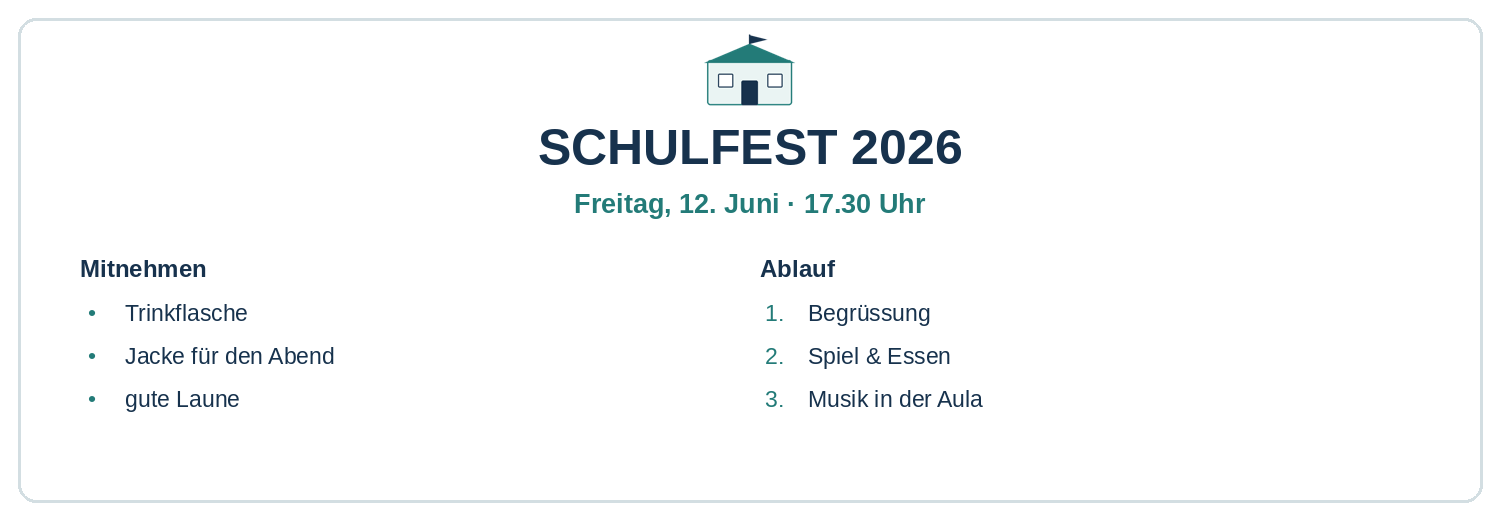 SCHULFEST 2026
Freitag, 12. Juni · 17.30 Uhr
Mitnehmen
• Trinkflasche
• Jacke für den Abend
• gute Laune
Ablauf
1. Begrüssung
2. Spiel & Essen
3. Musik in der Aula